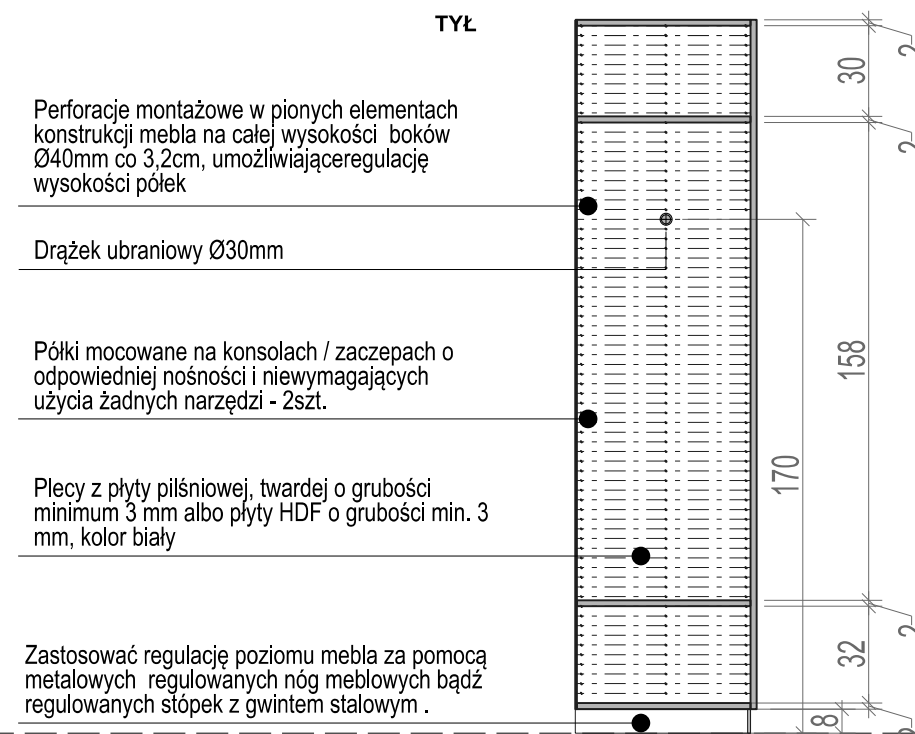 TYŁ
Perforacje montażowe w pionych elementach
konstrukcji mebla na całej wysokości boków
Ø40mm co 3,2cm, umożliwiająceregulację
wysokości półek
Drążek ubraniowy Ø30mm
Półki mocowane na konsolach / zaczepach o
odpowiedniej nośności i niewymagających
użycia żadnych narzędzi - 2szt.
Plecy z płyty pilśniowej, twardej o grubości
minimum 3 mm albo płyty HDF o grubości min. 3
mm, kolor biały
Zastosować regulację poziomu mebla za pomocą
metalowych regulowanych nóg meblowych bądź
regulowanych stópek z gwintem stalowym .
30
158
170
32
8
2
2
2